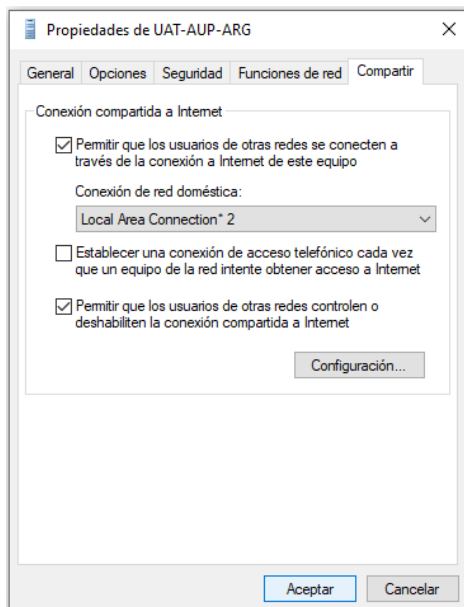 Propiedades de UAT-AUP-ARG
General Opciones Seguridad Funciones de red Compartir
Conexión compartida a Internet
Permitir que los usuarios de otras redes se conecten a
través de la conexión a Internet de este equipo
Conexión de red doméstica:
Local Area Connection* 2
Establecer una conexión de acceso telefónico cada vez
que un equipo de la red intente obtener acceso a Internet
Permitir que los usuarios de otras redes controlen o
deshabiliten la conexión compartida a Internet
Configuración...
Aceptar Cancelar